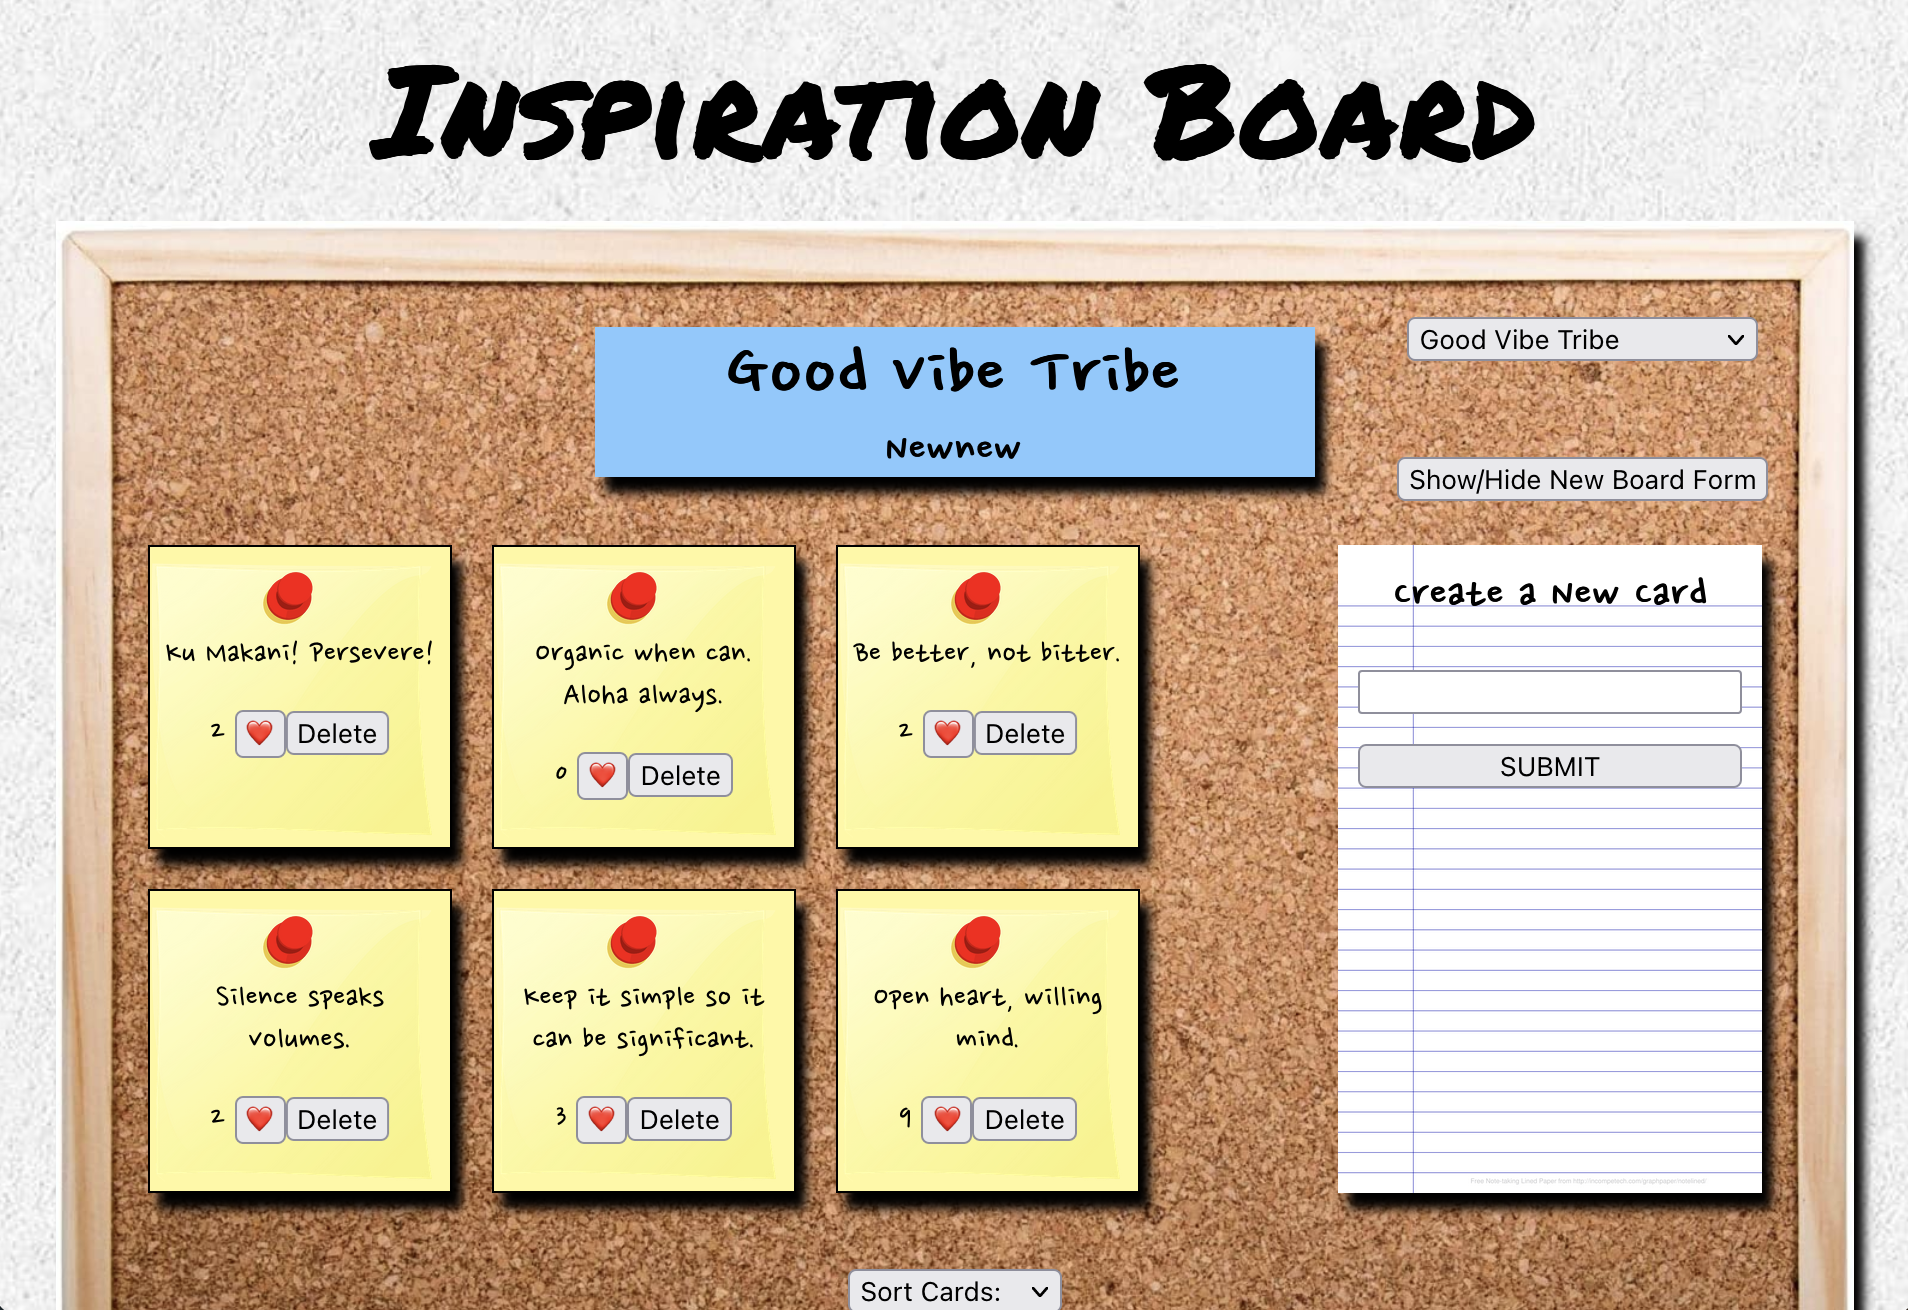 Inspiration Board
Good Vibe Tribe
Newnew
Good Vibe Tribe
Show/Hide New Board Form
Ku Makani! Persevere!
2 ❤️ Delete
Organic when can.
Aloha always.
0 ❤️ Delete
Be better, not bitter.
2 ❤️ Delete
Create a New Card
SUBMIT
Silence speaks
volumes.
2 ❤️ Delete
Keep it simple so it
can be significant.
3 ❤️ Delete
Open heart, willing
mind.
9 ❤️ Delete
Free Note taking Lined Paper from http://incompetech.com/graphpaper/notelined/
Sort Cards: